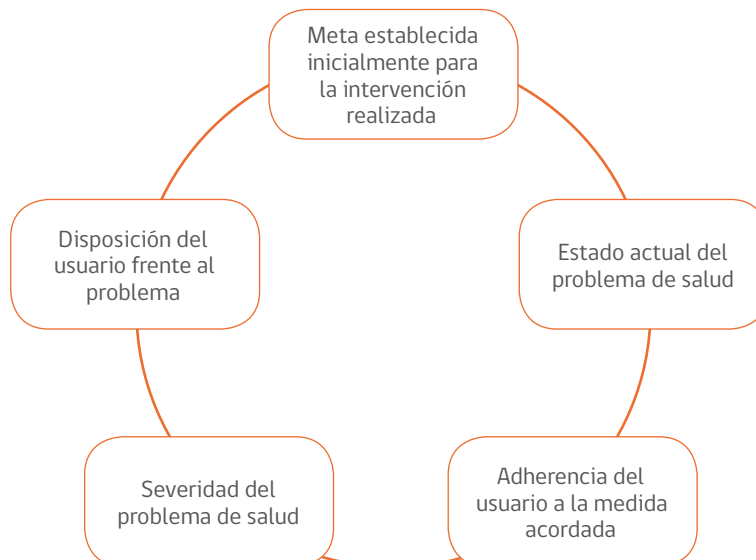 Meta establecida
inicialmente para
la intervención
realizada
Disposición del
usuario frente al
problema
Estado actual del
problema de salud
Severidad del
problema de salud
Adherencia del
usuario a la medida
acordada